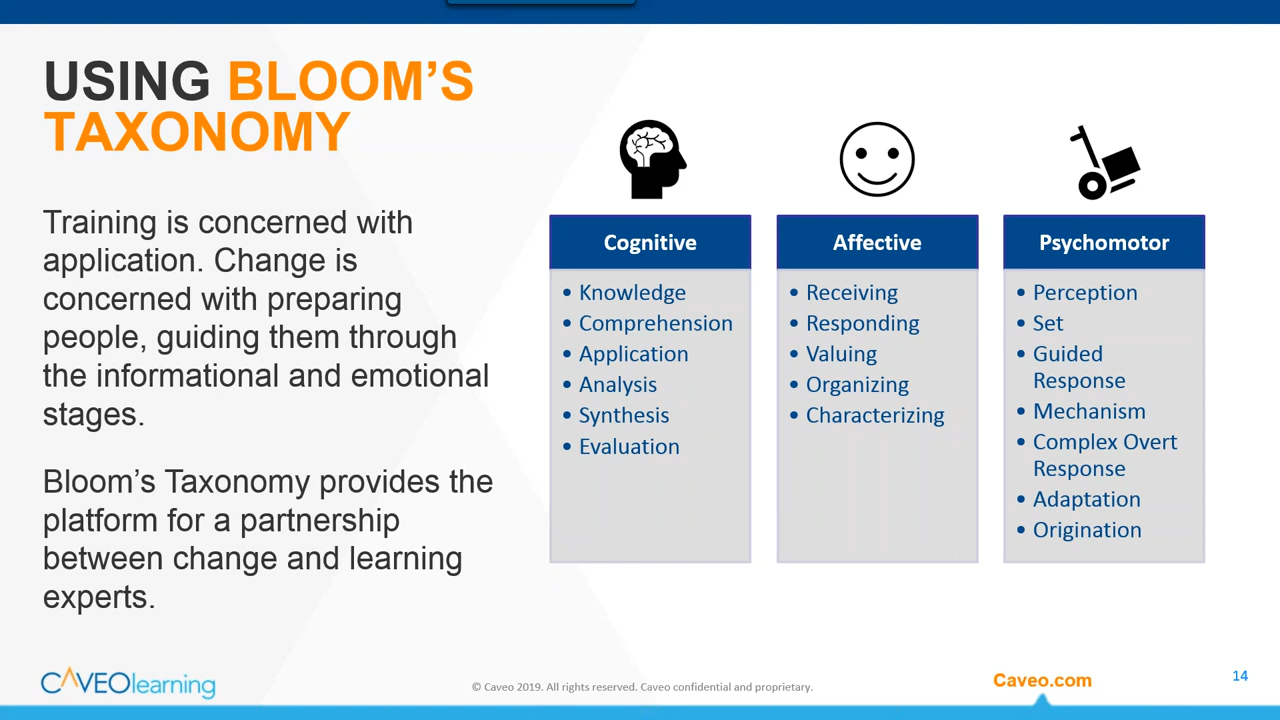 USING BLOOM’S
TAXONOMY
Training is concerned with
application. Change is
concerned with preparing
people, guiding them through
the informational and emotional
stages.
Bloom’s Taxonomy provides the
platform for a partnership
between change and learning
experts.
Cognitive
• Knowledge
• Comprehension
• Application
• Analysis
• Synthesis
• Evaluation
Affective
• Receiving
• Responding
• Valuing
• Organizing
• Characterizing
Psychomotor
• Perception
• Set
• Guided
Response
• Mechanism
• Complex Overt
Response
• Adaptation
• Origination
CAVEOlearning
© Caveo 2019. All rights reserved. Caveo confidential and proprietary.
Caveo.com
14